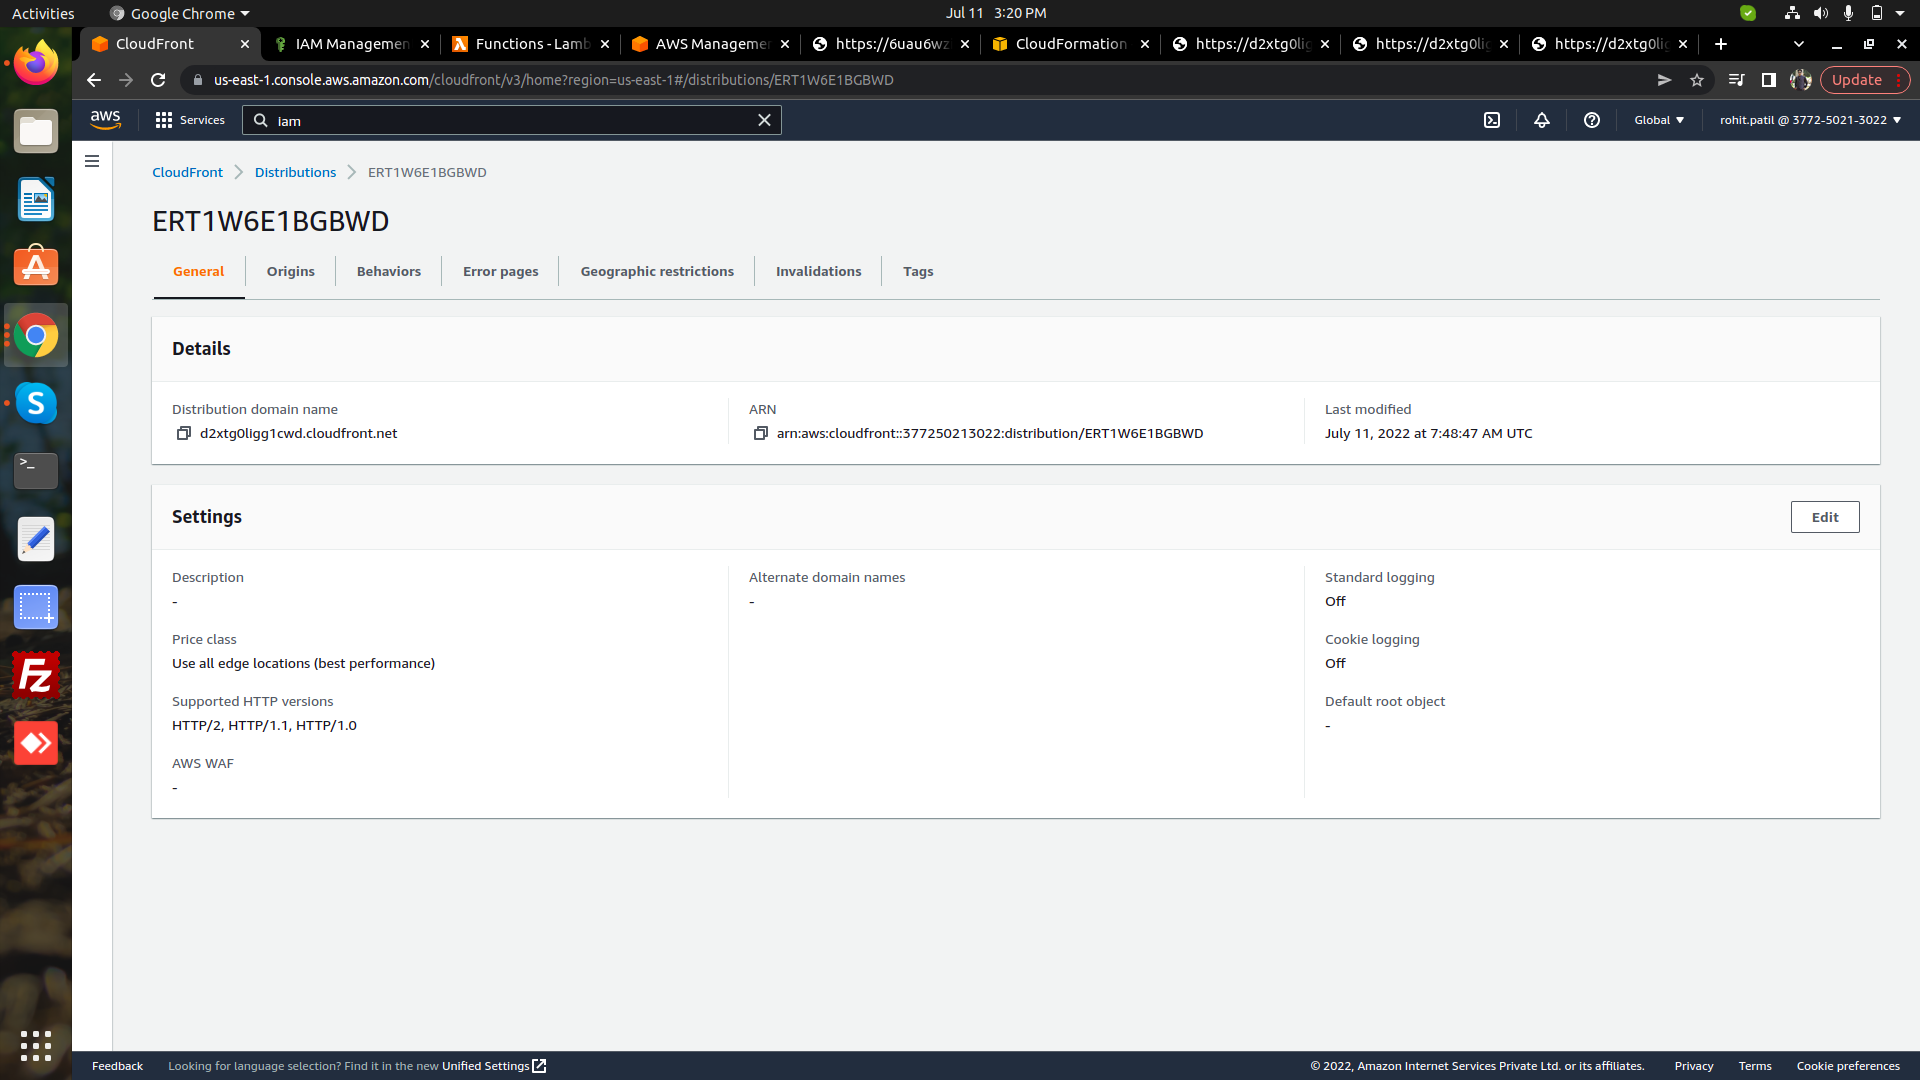 Activities
Google Chrome
Jul 11 3:20 PM
CloudFront
IAM Managemen
Functions - Lamb
AWS Managemen
https://6uau6wz
CloudFormation
https://d2xtg0lig
https://d2xtg0lig
https://d2xtg0lig
us-east-1.console.aws.amazon.com/cloudfront/v3/home?region=us-east-1#/distributions/ERT1W6E1BGBWD
Update
aws
Services
iam
Global
rohit.patil @ 3772-5021-3022
CloudFront
Distributions
ERT1W6E1BGBWD
ERT1W6E1BGBWD
General
Origins
Behaviors
Error pages
Geographic restrictions
Invalidations
Tags
Details
Distribution domain name
d2xtg0ligg1cwd.cloudfront.net
ARN
arn:aws:cloudfront::377250213022:distribution/ERT1W6E1BGBWD
Last modified
July 11, 2022 at 7:48:47 AM UTC
Settings
Edit
Description
-
Price class
Use all edge locations (best performance)
Supported HTTP versions
HTTP/2, HTTP/1.1, HTTP/1.0
AWS WAF
-
Alternate domain names
-
Standard logging
Off
Cookie logging
Off
Default root object
-
Feedback
Looking for language selection? Find it in the new Unified Settings
© 2022, Amazon Internet Services Private Ltd. or its affiliates.
Privacy
Terms
Cookie preferences